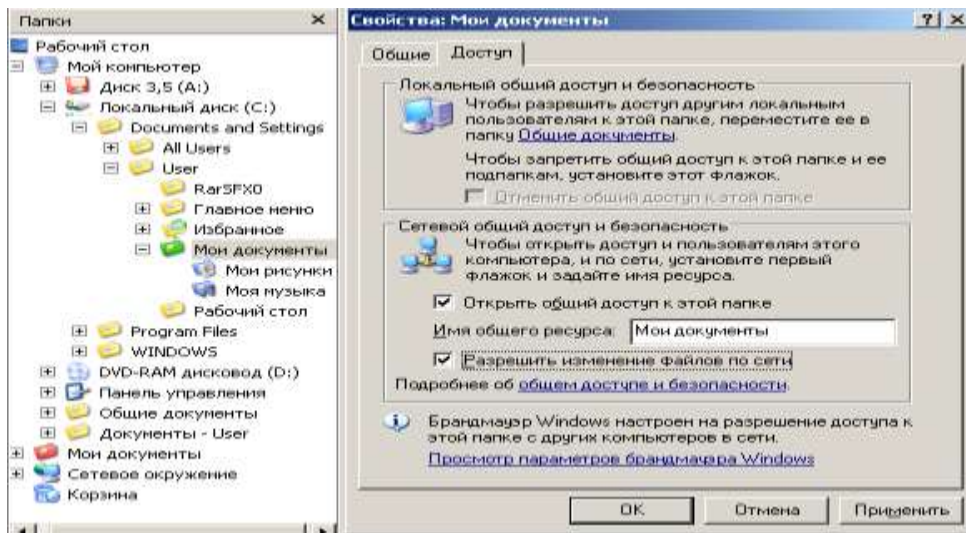 Папки
Рабочий стол
Мой компьютер
Диск 3,5 (A:)
Локальный диск (C:)
Documents and Settings
All Users
User
RarSFX0
Главное меню
Избранное
Мои документы
Мои рисунки
Моя музыка
Рабочий стол
Program Files
WINDOWS
DVD-RAM дисковод (D:)
Панель управления
Общие документы
Документы - User
Мои документы
Сетевое окружение
Корзина
Свойства: Мои документы
Общие
Доступ
Локальный общий доступ и безопасность
Чтобы разрешить доступ другим локальным
пользователям к этой папке, переместите ее в
папку Общие документы.
Чтобы запретить общий доступ к этой папке и ее
подпапкам, установите этот флажок.
Отменить общий доступ к этой папке
Сетевой общий доступ и безопасность
Чтобы открыть доступ и пользователям этого
компьютера, и по сети, установите первый
флажок и задайте имя ресурса.
Открыть общий доступ к этой папке
Имя общего ресурса: Мои документы
Разрешить изменение файлов по сети
Подробнее об общем доступе и безопасности.
Брандмауэр Windows настроен на разрешение доступа к
этой папке с других компьютеров в сети.
Просмотр параметров брандмауэра Windows
OK
Отмена
Применить